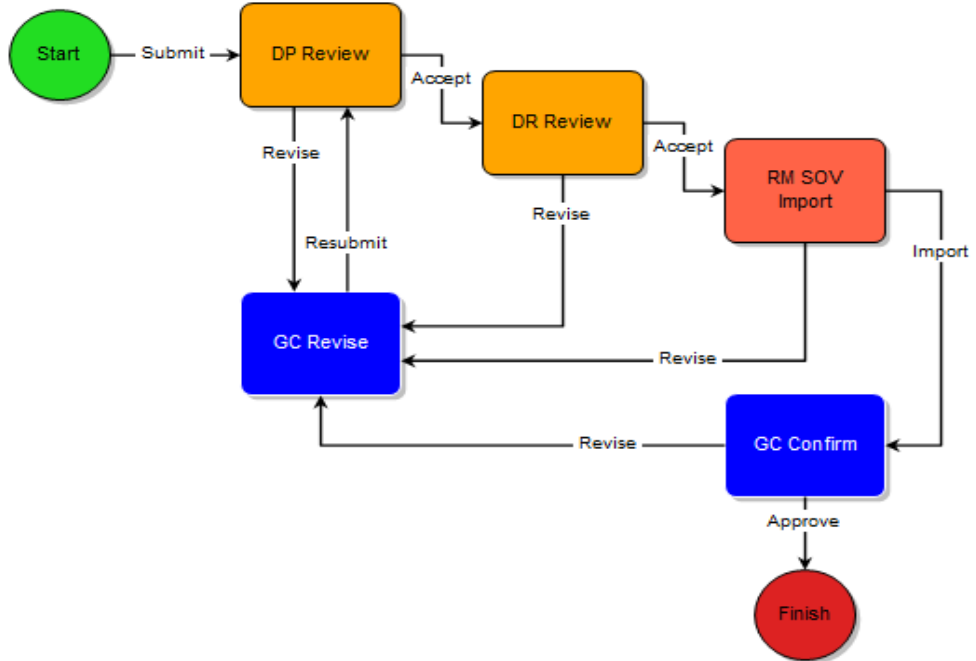 Start
Submit
DP Review
Accept
DR Review
Accept
RM SOV
Import
Revise
Revise
Resubmit
Import
GC Revise
Revise
Revise
GC Confirm
Approve
Finish